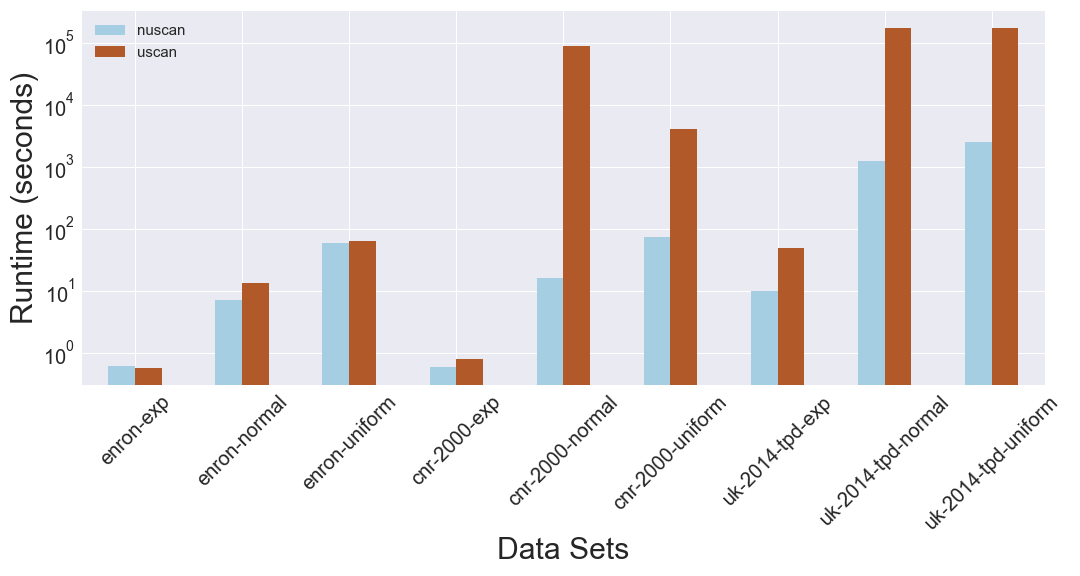 nuscan
uscan
Runtime (seconds)
10^5
10^4
10^3
10^2
10^1
10^0
enron-exp
enron-normal
enron-uniform
cnr-2000-exp
cnr-2000-normal
cnr-2000-uniform
uk-2014-tpd-exp
uk-2014-tpd-normal
uk-2014-tpd-uniform
Data Sets